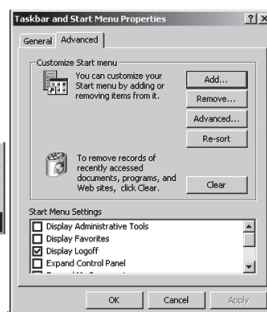 Taskbar and Start Menu Properties
General Advanced
Customize Start menu
You can customize your
Start menu by adding or
removing items from it.
Add...
Remove...
Advanced...
Re-sort
To remove records of
recently accessed
documents, programs, and
Web sites, click Clear.
Clear
Start Menu Settings
Display Administrative Tools
Display Favorites
Display Logoff
Expand Control Panel
OK Cancel Apply